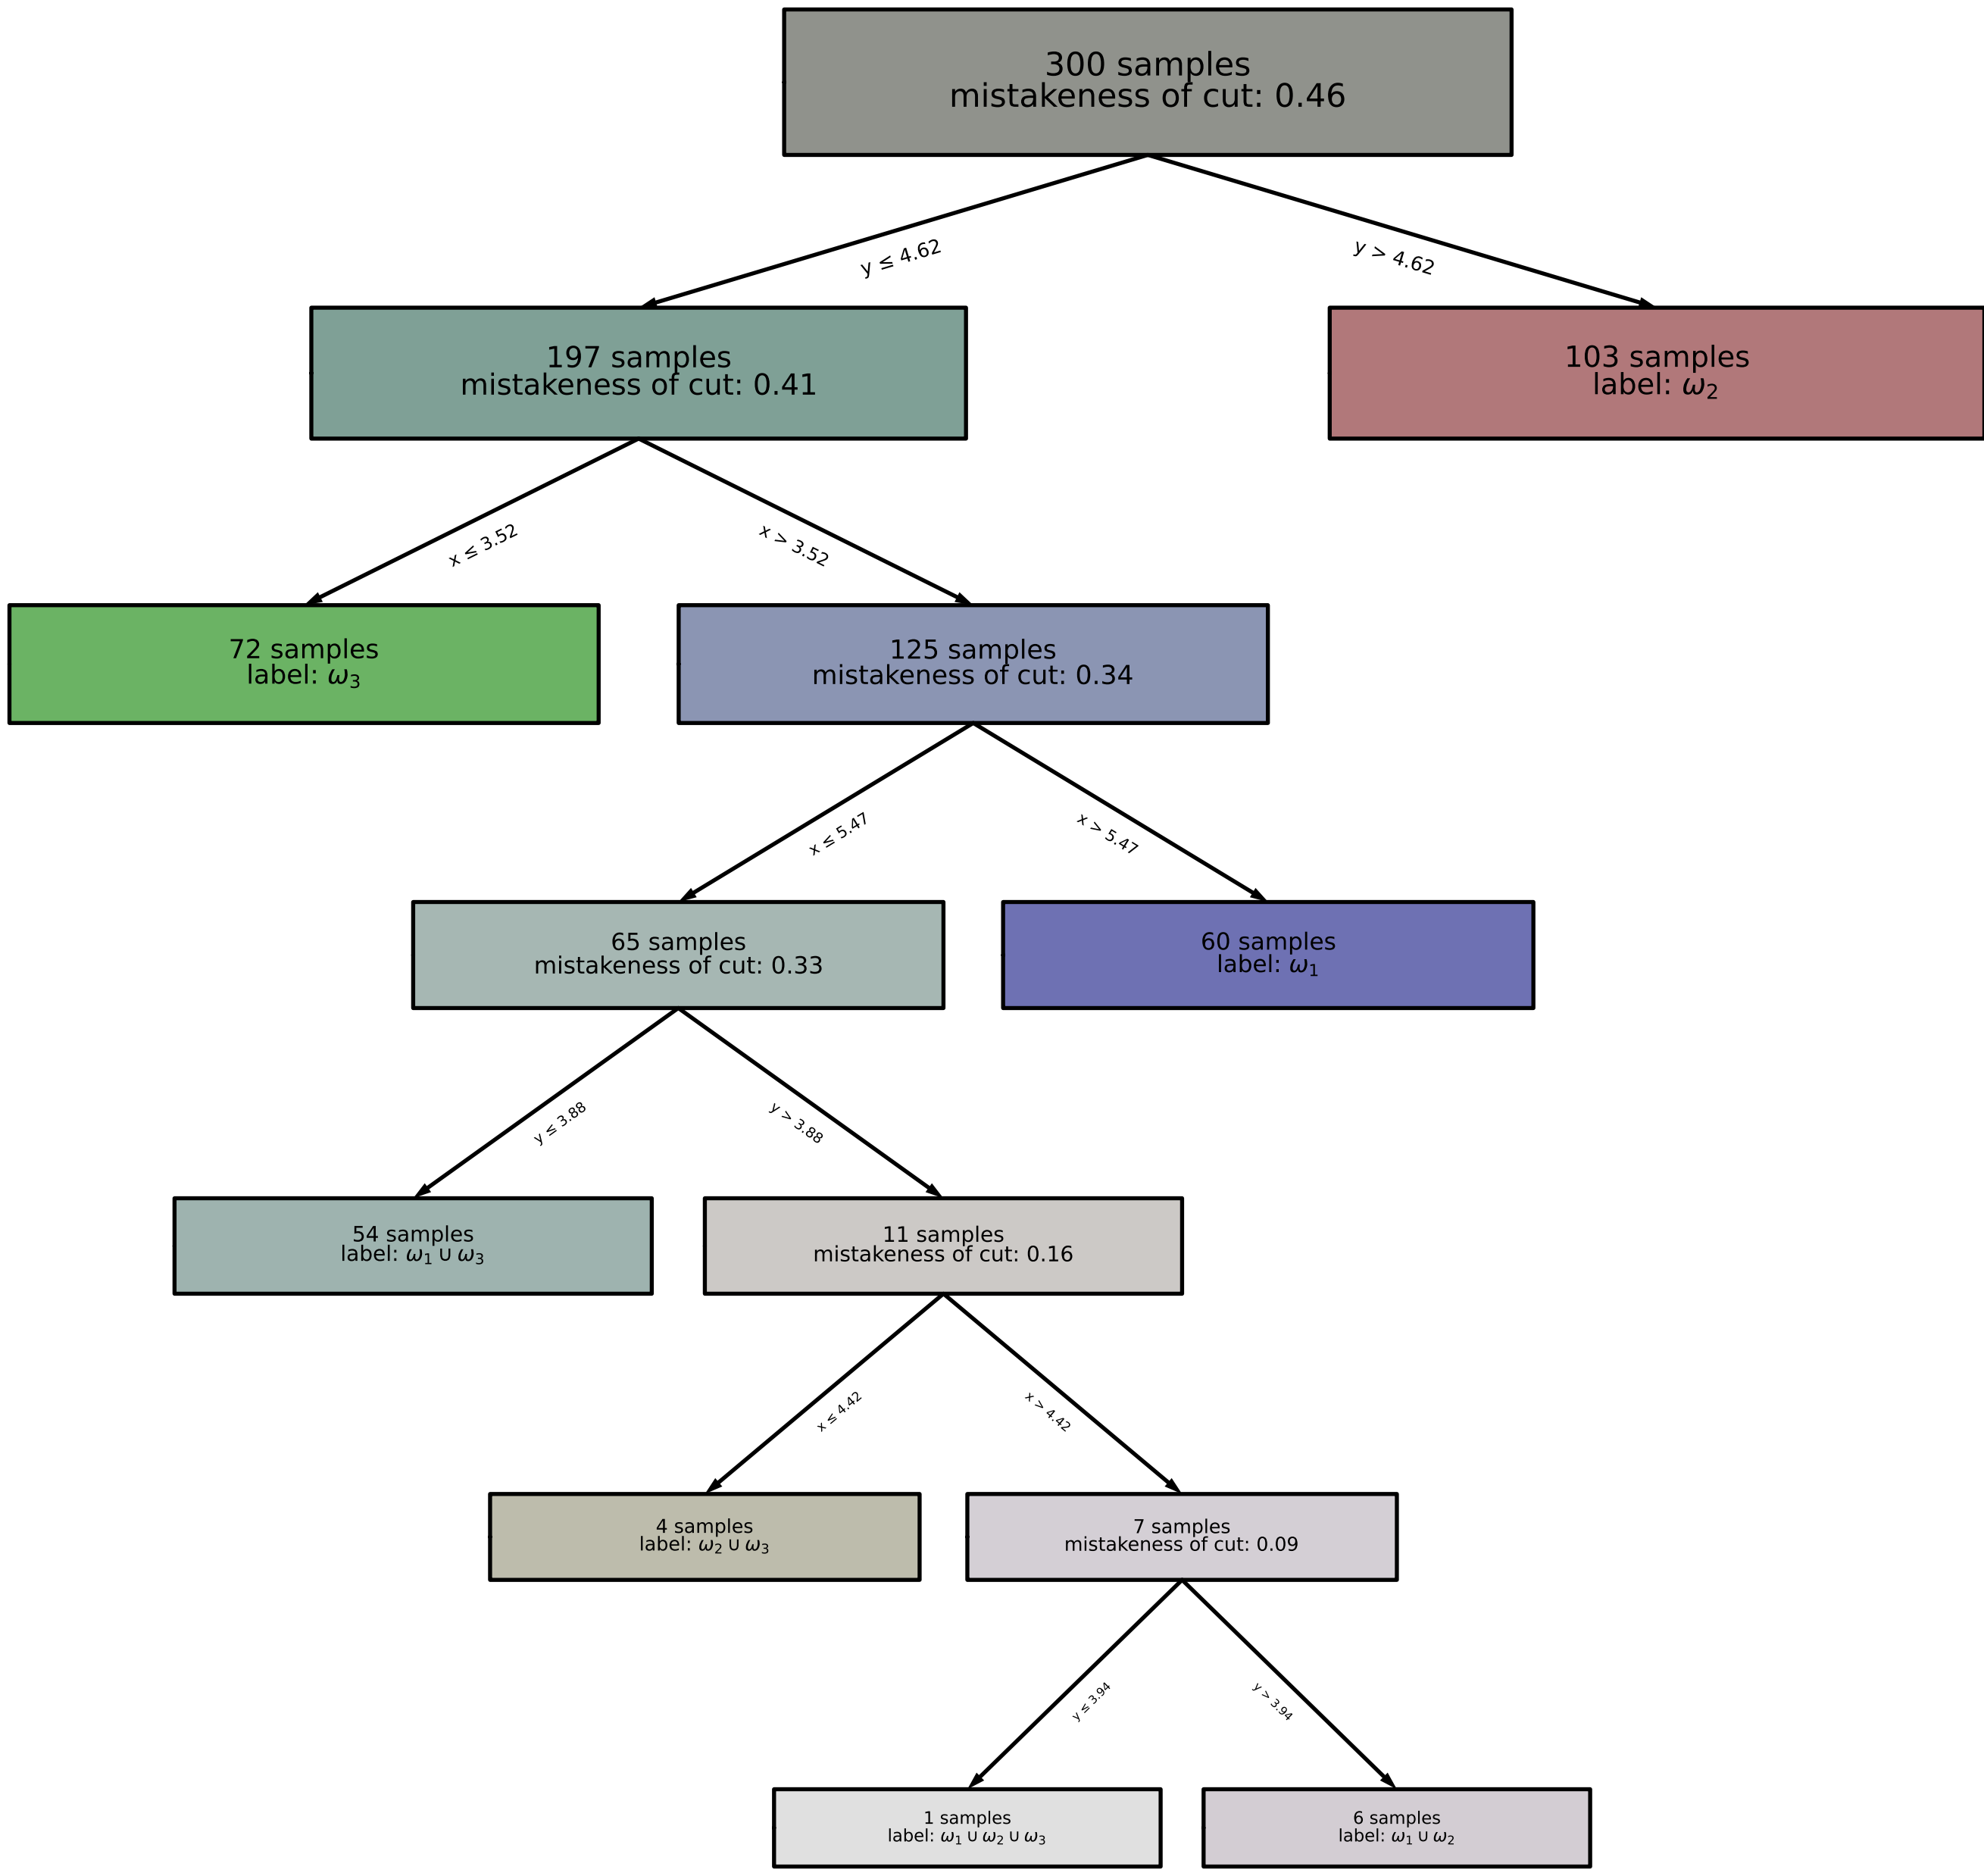 300 samples
mistakeness of cut: 0.46
y ≤ 4.62
y > 4.62
197 samples
mistakeness of cut: 0.41
103 samples
label: ω₂
x ≤ 3.52
x > 3.52
72 samples
label: ω₃
125 samples
mistakeness of cut: 0.34
x ≤ 5.47
x > 5.47
65 samples
mistakeness of cut: 0.33
60 samples
label: ω₁
y ≤ 3.88
y > 3.88
54 samples
label: ω₁ ∪ ω₃
11 samples
mistakeness of cut: 0.16
x ≤ 4.42
x > 4.42
4 samples
label: ω₂ ∪ ω₃
7 samples
mistakeness of cut: 0.09
y ≤ 3.94
y > 3.94
1 samples
label: ω₁ ∪ ω₂ ∪ ω₃
6 samples
label: ω₁ ∪ ω₂